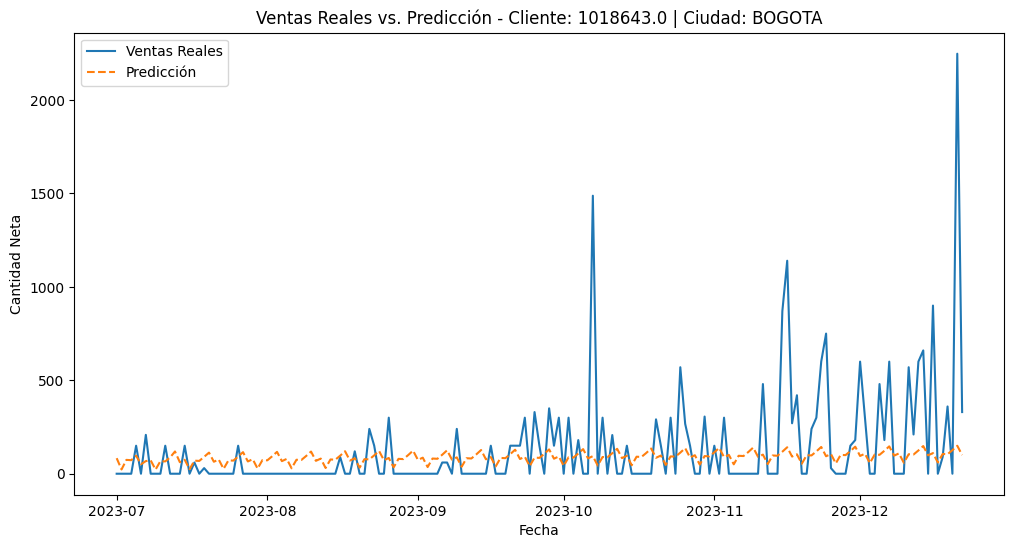 Ventas Reales vs. Predicción - Cliente: 1018643.0 | Ciudad: BOGOTA
Ventas Reales
Predicción
Cantidad Neta
2000
1500
1000
500
0
2023-07
2023-08
2023-09
2023-10
2023-11
2023-12
Fecha